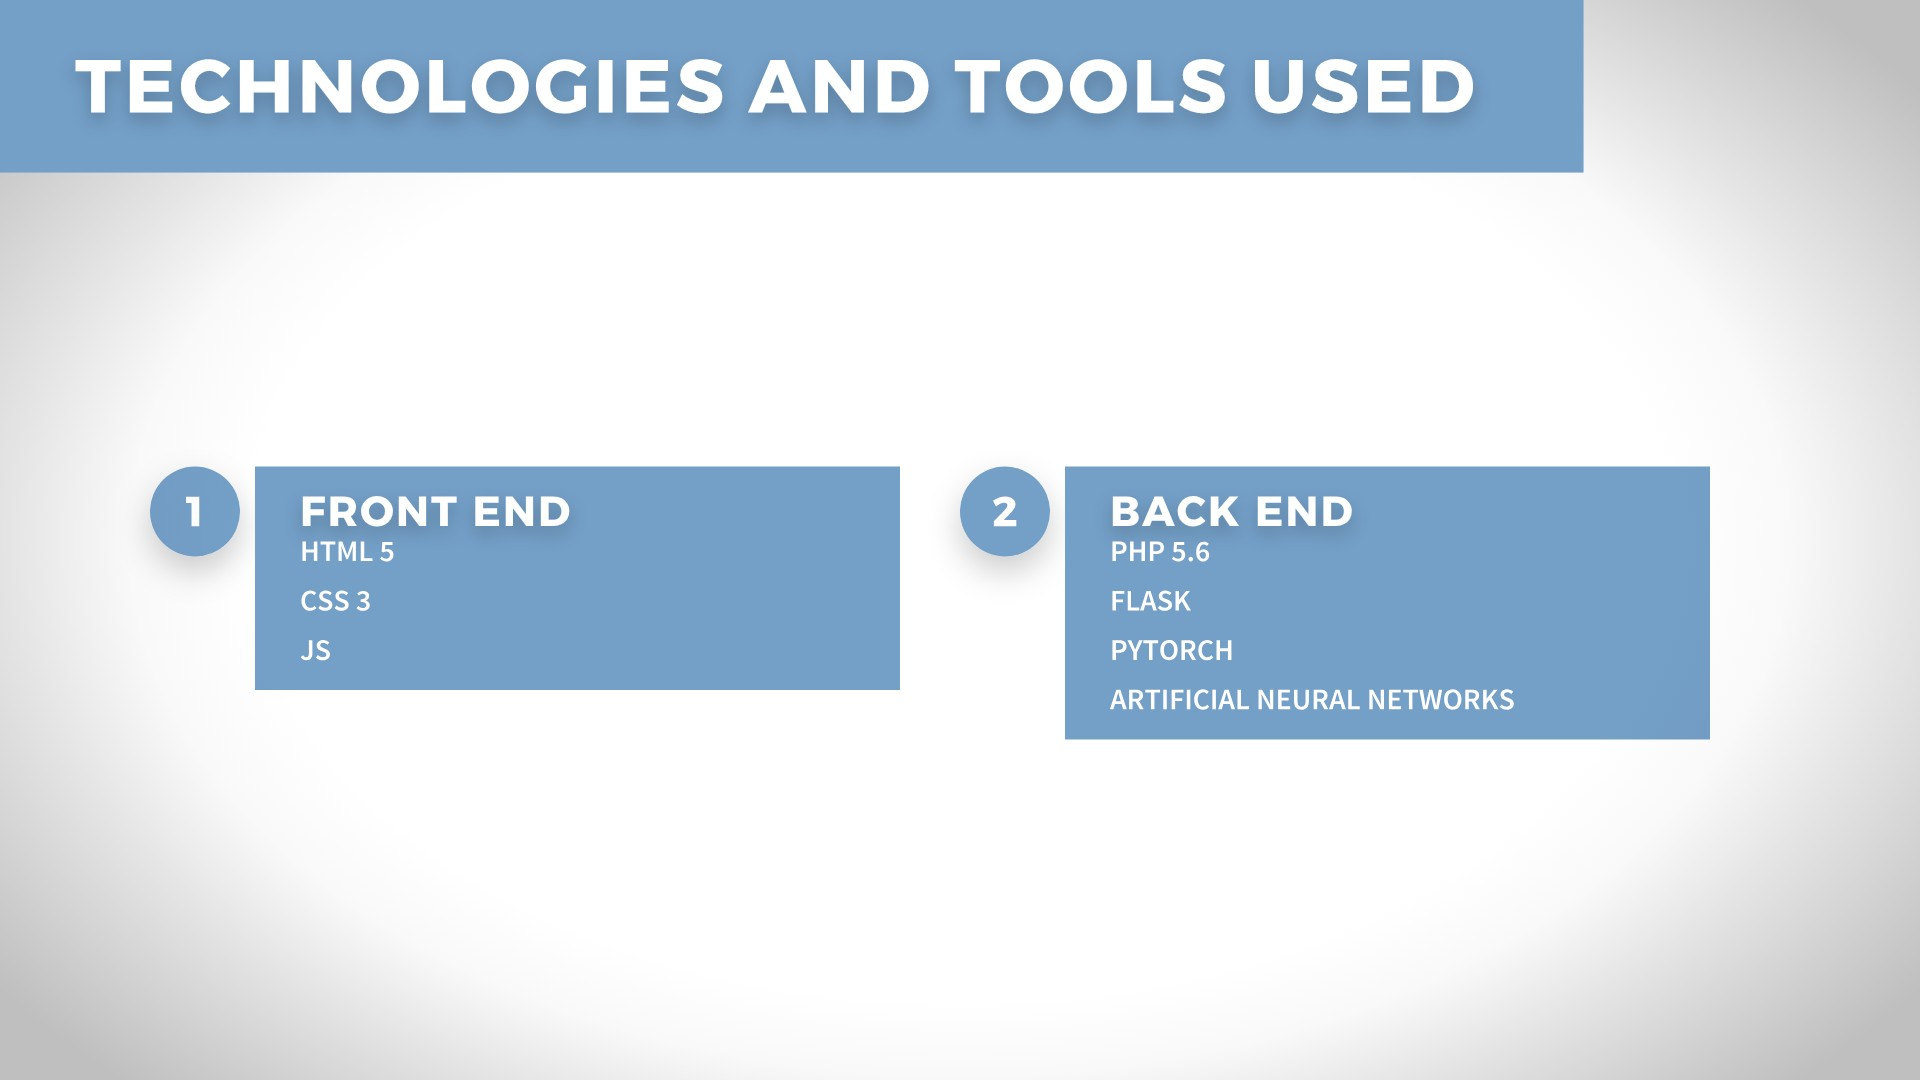 TECHNOLOGIES AND TOOLS USED
1
FRONT END
HTML 5
CSS 3
JS
2
BACK END
PHP 5.6
FLASK
PYTORCH
ARTIFICIAL NEURAL NETWORKS